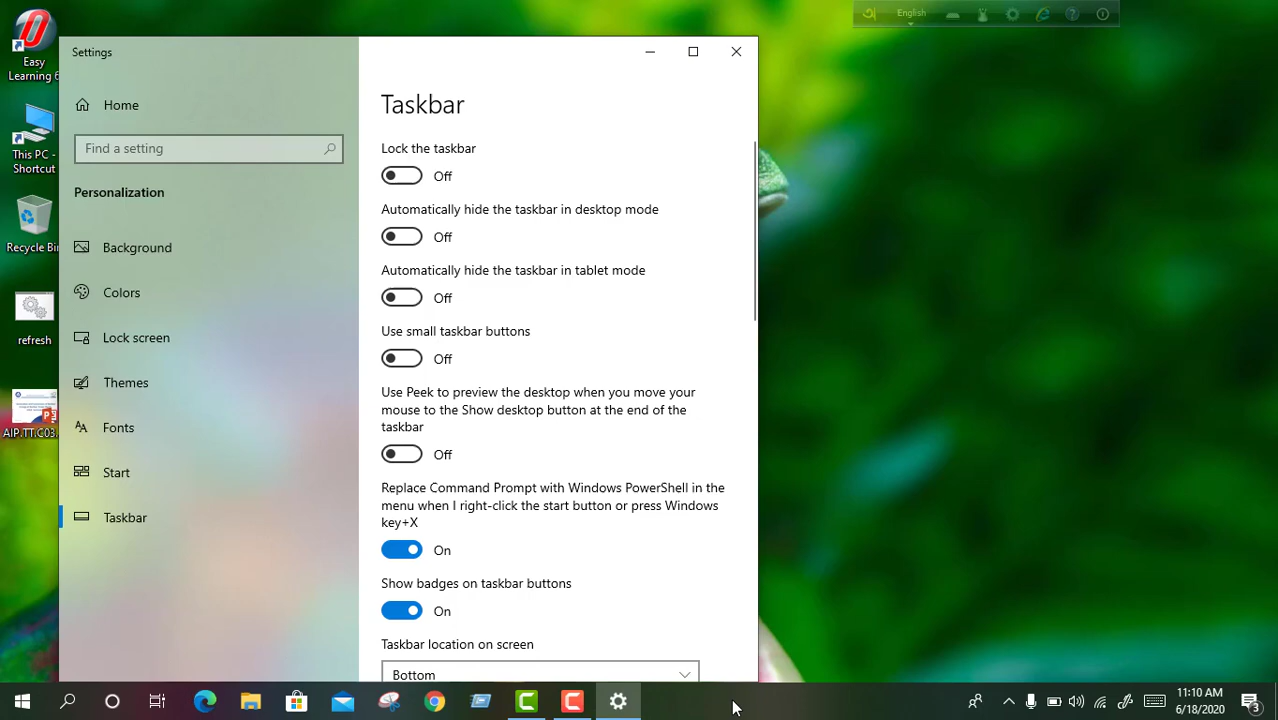 English
Easy
Learning 6
This PC -
Shortcut
Recycle Bin
refresh
AIP.TT.C03
Settings
Home
Find a setting
Personalization
Background
Colors
Lock screen
Themes
Fonts
Start
Taskbar
Taskbar
Lock the taskbar
Off
Automatically hide the taskbar in desktop mode
Off
Automatically hide the taskbar in tablet mode
Off
Use small taskbar buttons
Off
Use Peek to preview the desktop when you move your
mouse to the Show desktop button at the end of the
taskbar
Off
Replace Command Prompt with Windows PowerShell in the
menu when I right-click the start button or press Windows
key+X
On
Show badges on taskbar buttons
On
Taskbar location on screen
Bottom
11:10 AM
6/18/2020
3